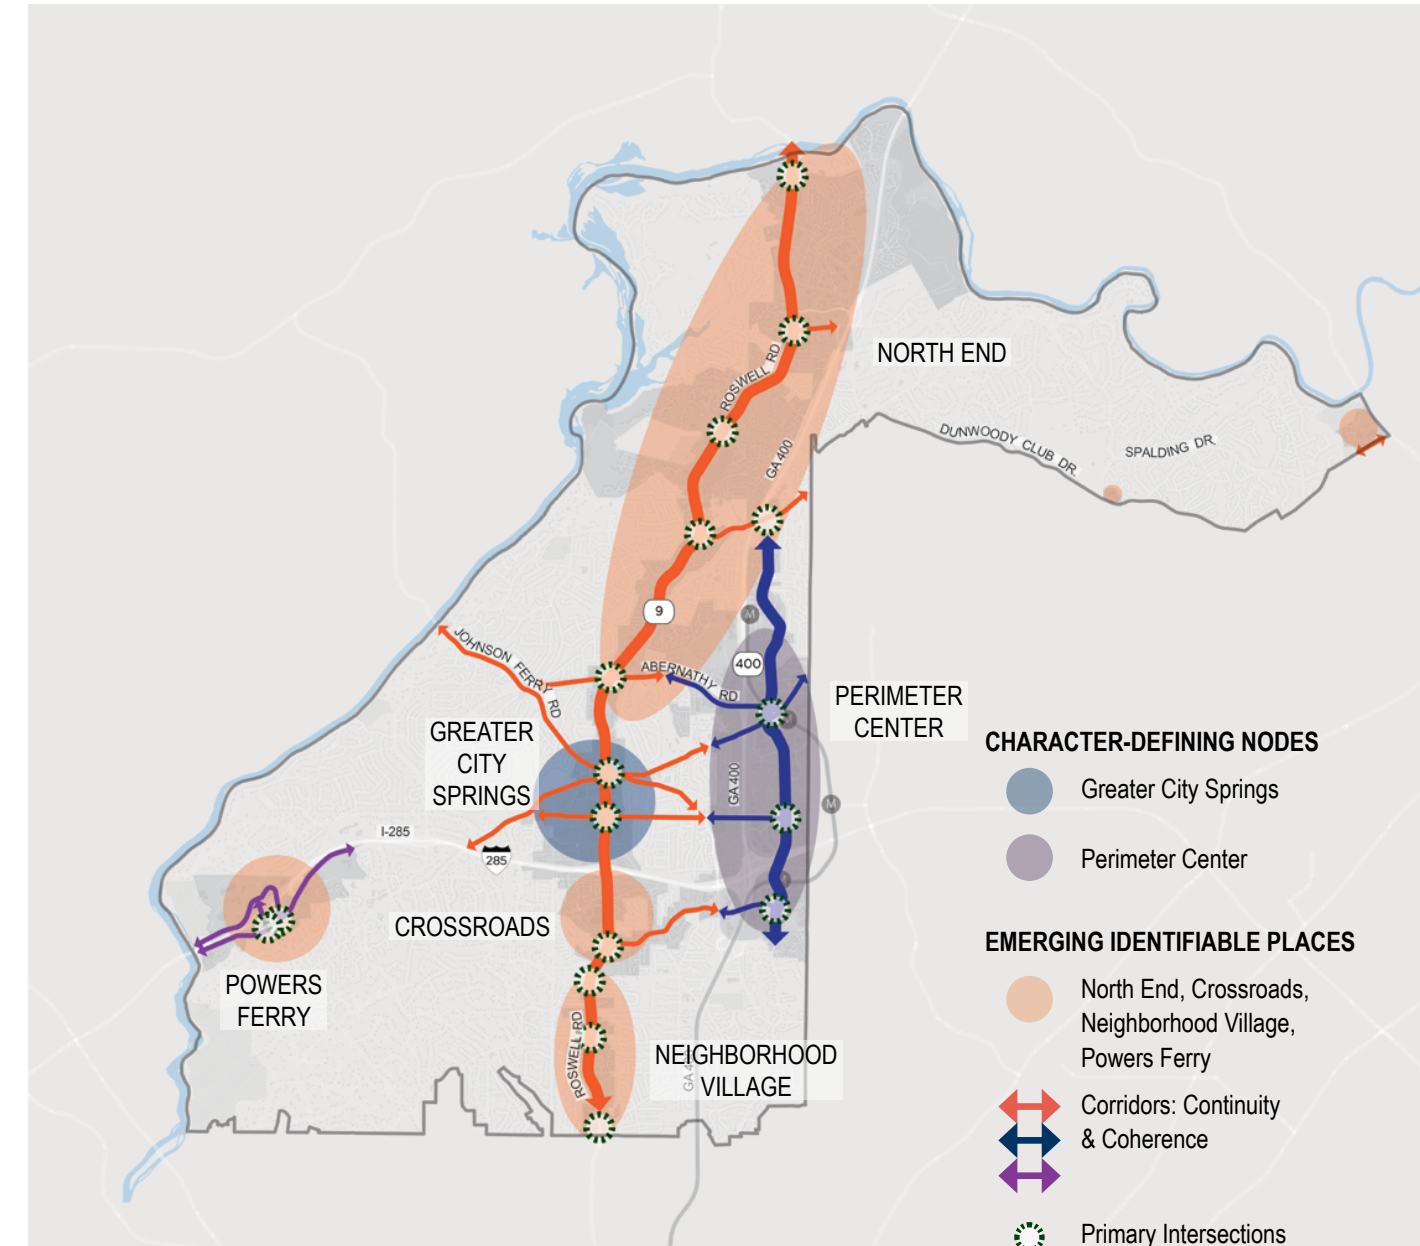 NORTH END
ROSWELL RD
GA 400
DUNWOODY CLUB DR.
SPALDING DR.
9
M
JOHNSON FERRY RD
ABERNATHY RD
400
PERIMETER
CENTER
GREATER
CITY
SPRINGS
GA 400
M
I-285
285
CROSSROADS
POWERS
FERRY
ROSWELL RD
NEIGHBORHOOD
VILLAGE
CHARACTER-DEFINING NODES
Greater City Springs
Perimeter Center
EMERGING IDENTIFIABLE PLACES
North End, Crossroads,
Neighborhood Village,
Powers Ferry
Corridors: Continuity
& Coherence
Primary Intersections